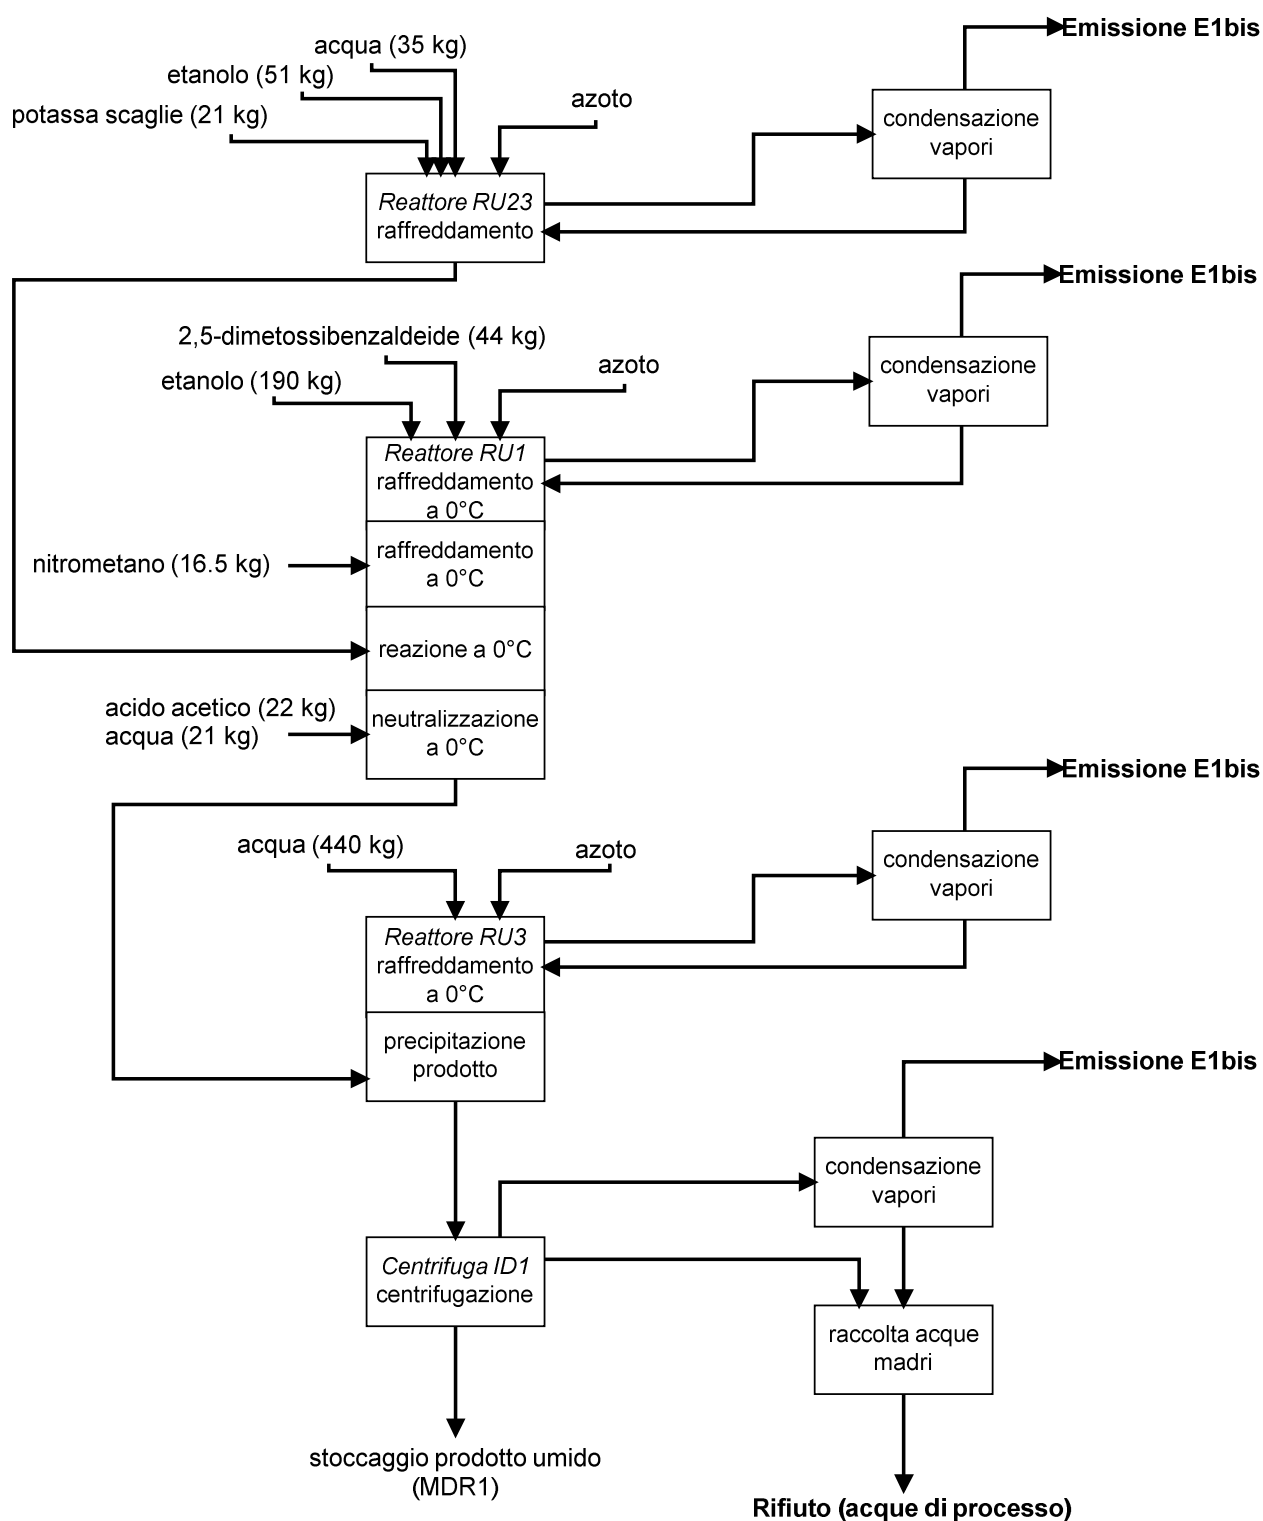 Emissione E1bis
acqua (35 kg)
etanolo (51 kg)
potassa scaglie (21 kg)
azoto
condensazione
vapori
Reattore RU23
raffreddamento
Emissione E1bis
2,5-dimetossibenzaldeide (44 kg)
etanolo (190 kg)
azoto
condensazione
vapori
Reattore RU1
raffreddamento
a 0°C
nitrometano (16.5 kg)
raffreddamento
a 0°C
reazione a 0°C
acido acetico (22 kg)
acqua (21 kg)
neutralizzazione
a 0°C
Emissione E1bis
acqua (440 kg)
azoto
condensazione
vapori
Reattore RU3
raffreddamento
a 0°C
precipitazione
prodotto
Emissione E1bis
condensazione
vapori
Centrifuga ID1
centrifugazione
raccolta acque
madri
stoccaggio prodotto umido
(MDR1)
Rifiuto (acque di processo)